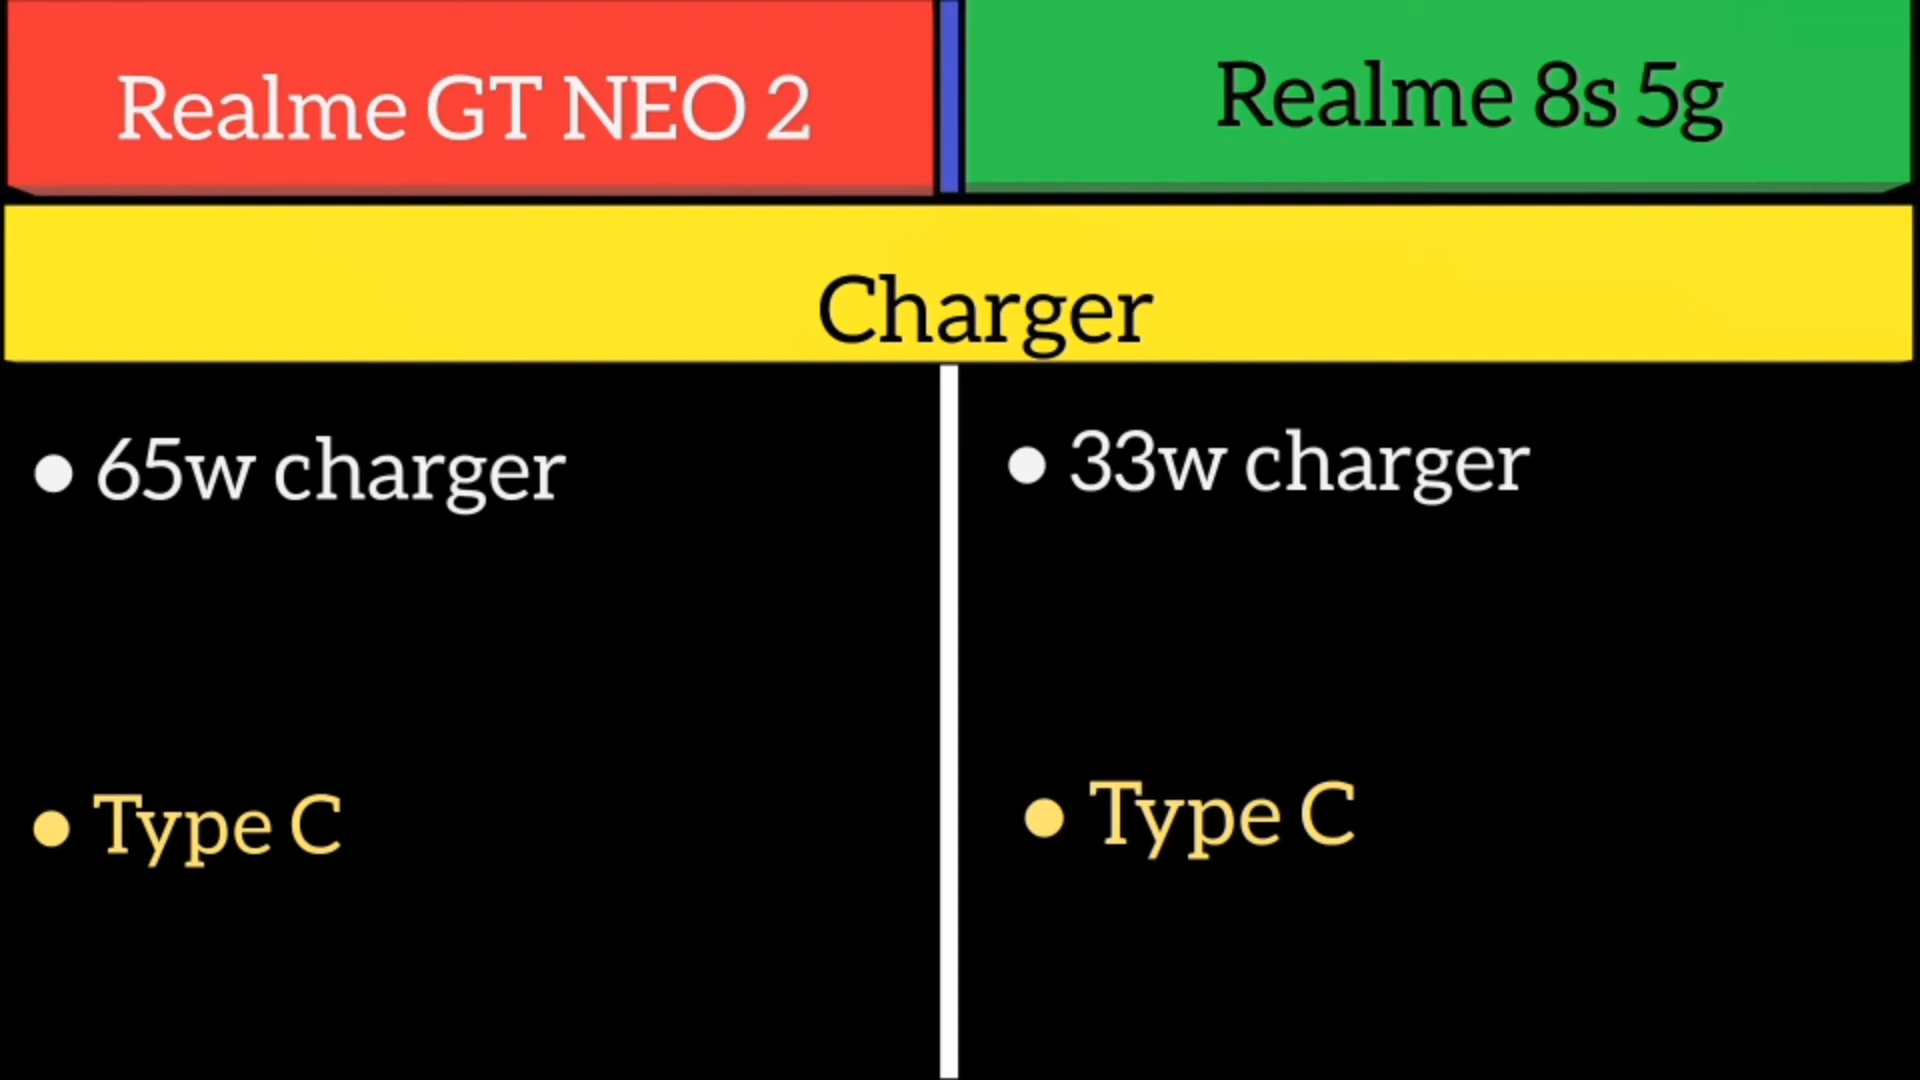 Realme GT NEO 2
Realme 8s 5g
Charger
• 65w charger
• 33w charger
• Type C
• Type C